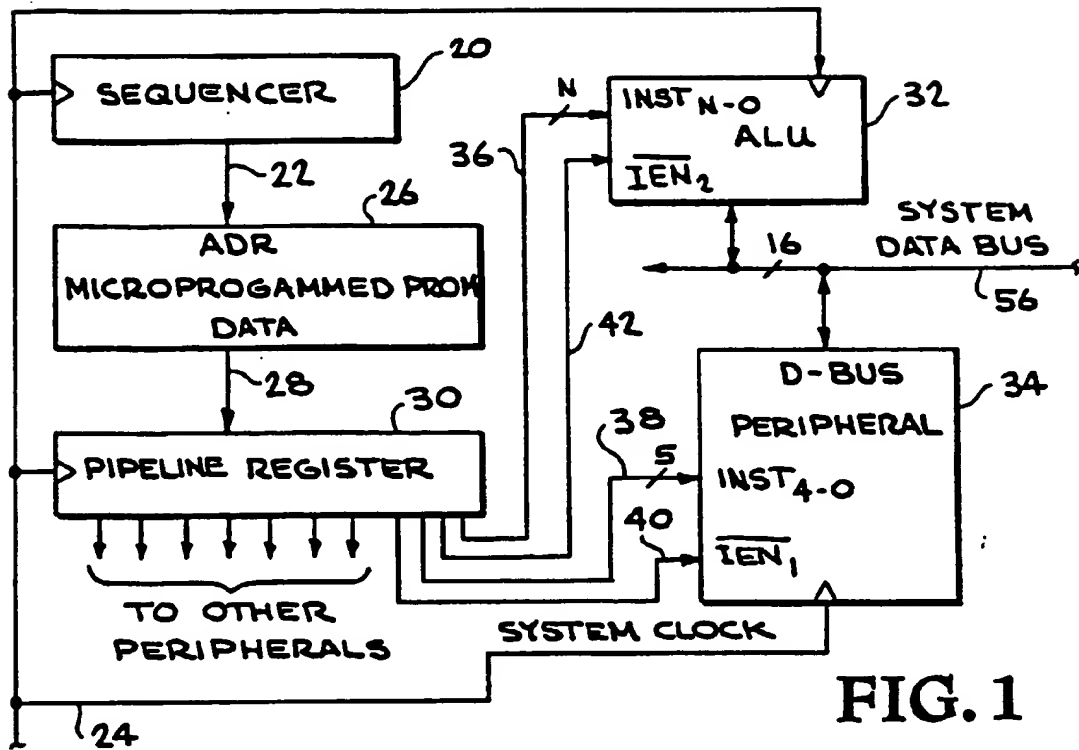 20
SEQUENCER
22
26
ADR
MICROPROGAMMED PROM
DATA
28
30
PIPELINE REGISTER
TO OTHER
PERIPHERALS
24
36
N
INST N-0
ALU
IEN2
32
SYSTEM
DATA BUS
16
56
42
D-BUS
34
PERIPHERAL
38
5
INST4-0
40
IEN1
SYSTEM CLOCK
FIG. 1